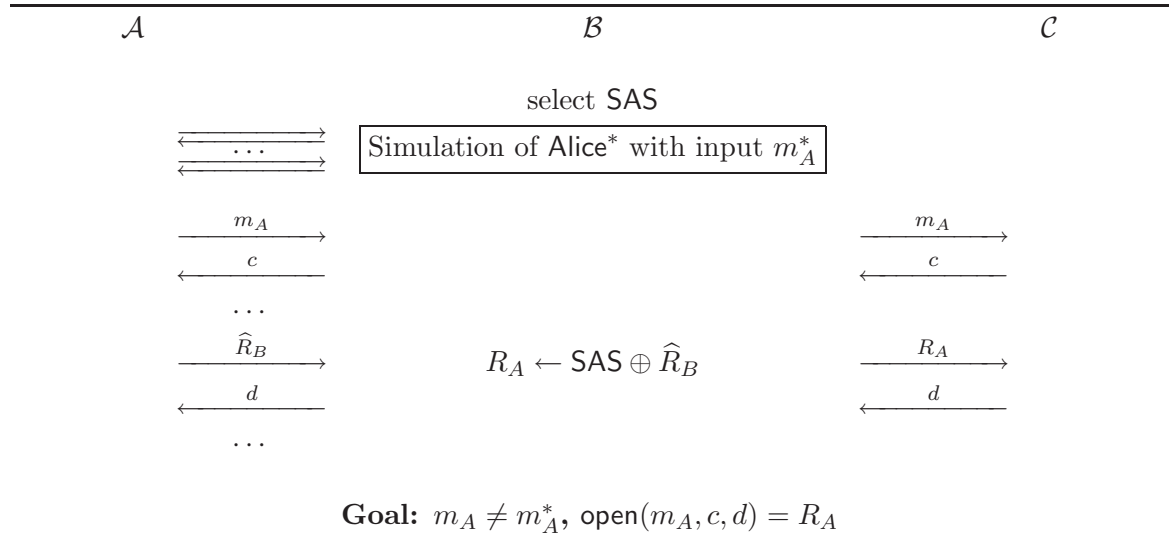 𝒜 ℬ 𝒞
select SAS
...
Simulation of Alice* with input m*_A
m_A m_A
c c
...
R̂_B R_A ← SAS ⊕ R̂_B R_A
d d
...
Goal: m_A ≠ m*_A, open(m_A, c, d) = R_A